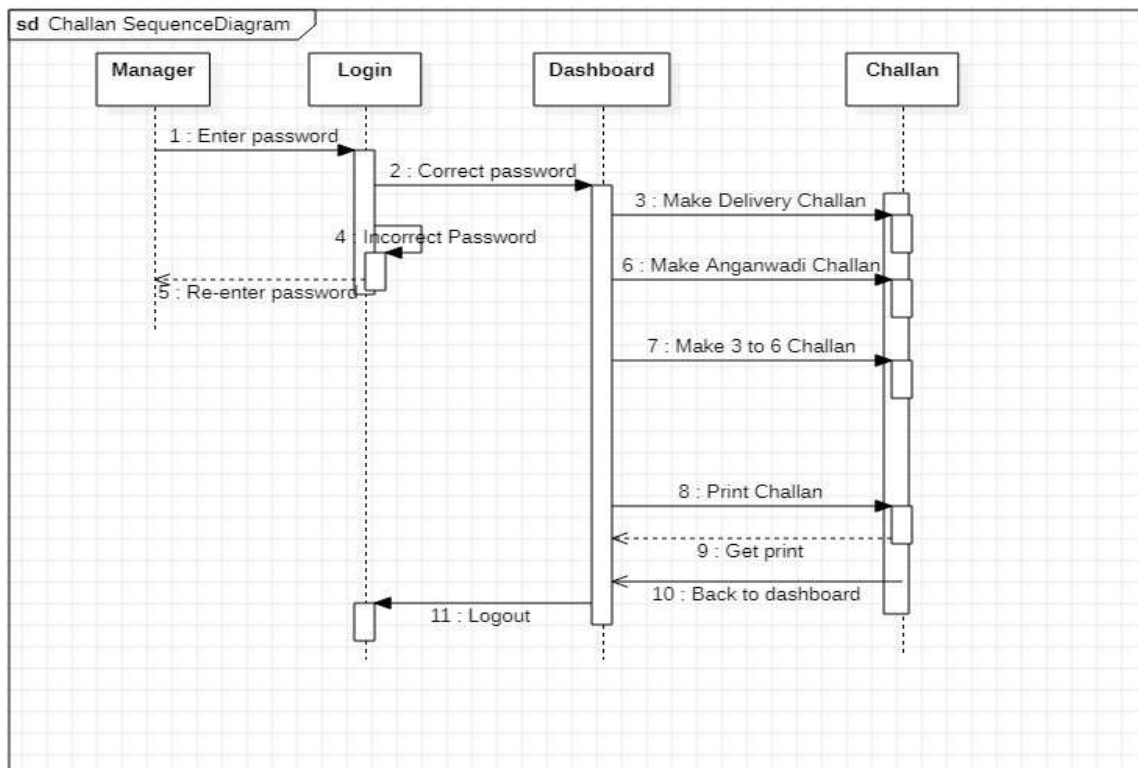 sd Challan SequenceDiagram
Manager
Login
Dashboard
Challan
1 : Enter password
2 : Correct password
3 : Make Delivery Challan
4 : Incorrect Password
6 : Make Anganwadi Challan
5 : Re-enter password
7 : Make 3 to 6 Challan
8 : Print Challan
9 : Get print
10 : Back to dashboard
11 : Logout